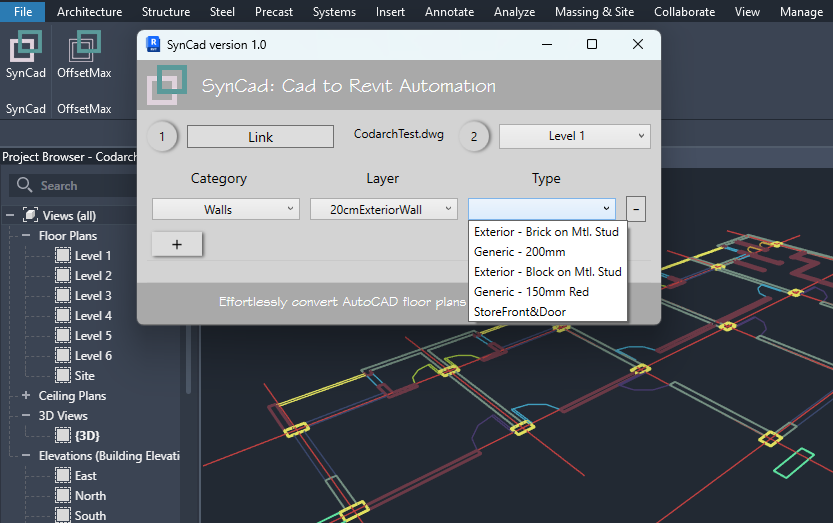 File Architecture Structure Steel Precast Systems Insert Annotate Analyze Massing & Site Collaborate View Manage
SynCad OffsetMax
SynCad OffsetMax
SynCad version 1.0
SynCad: Cad to Revit Automation
1 Link CodarchTest.dwg 2 Level 1
Category Layer Type
Walls 20cmExteriorWall
+ -
Exterior - Brick on Mtl. Stud
Generic - 200mm
Exterior - Block on Mtl. Stud
Generic - 150mm Red
StoreFront&Door
Effortlessly convert AutoCAD floor plans
Project Browser - Codarch
Search
Views (all)
Floor Plans
Level 1
Level 2
Level 3
Level 4
Level 5
Level 6
Site
Ceiling Plans
3D Views
{3D}
Elevations (Building Elevati
East
North
South